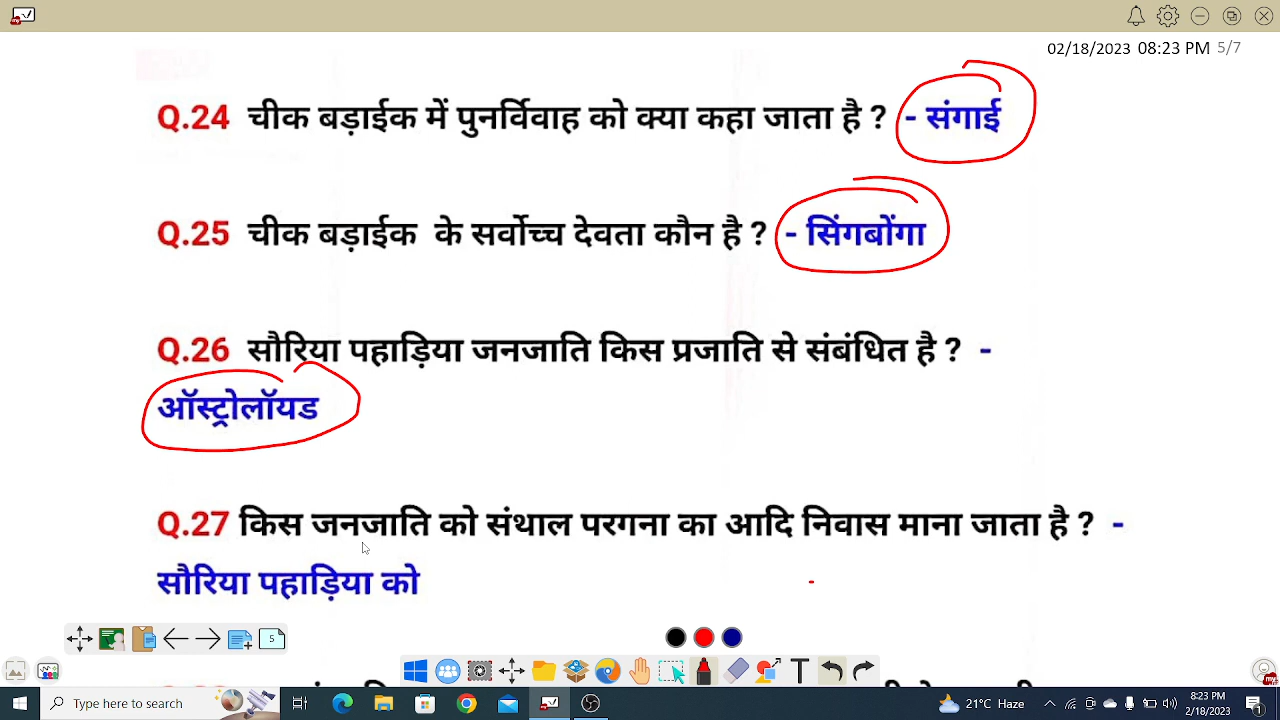 02/18/2023 08:23 PM 5/7
Q.24 चीक बड़ाईक में पुनर्विवाह को क्या कहा जाता है ? - संगाई
Q.25 चीक बड़ाईक के सर्वोच्च देवता कौन है ? - सिंगबोंगा
Q.26 सौरिया पहाड़िया जनजाति किस प्रजाति से संबंधित है ? -
ऑस्ट्रोलॉयड
Q.27 किस जनजाति को संथाल परगना का आदि निवास माना जाता है ? -
सौरिया पहाड़िया को
5
Type here to search
21°C Haze
8:23 PM
2/18/2023